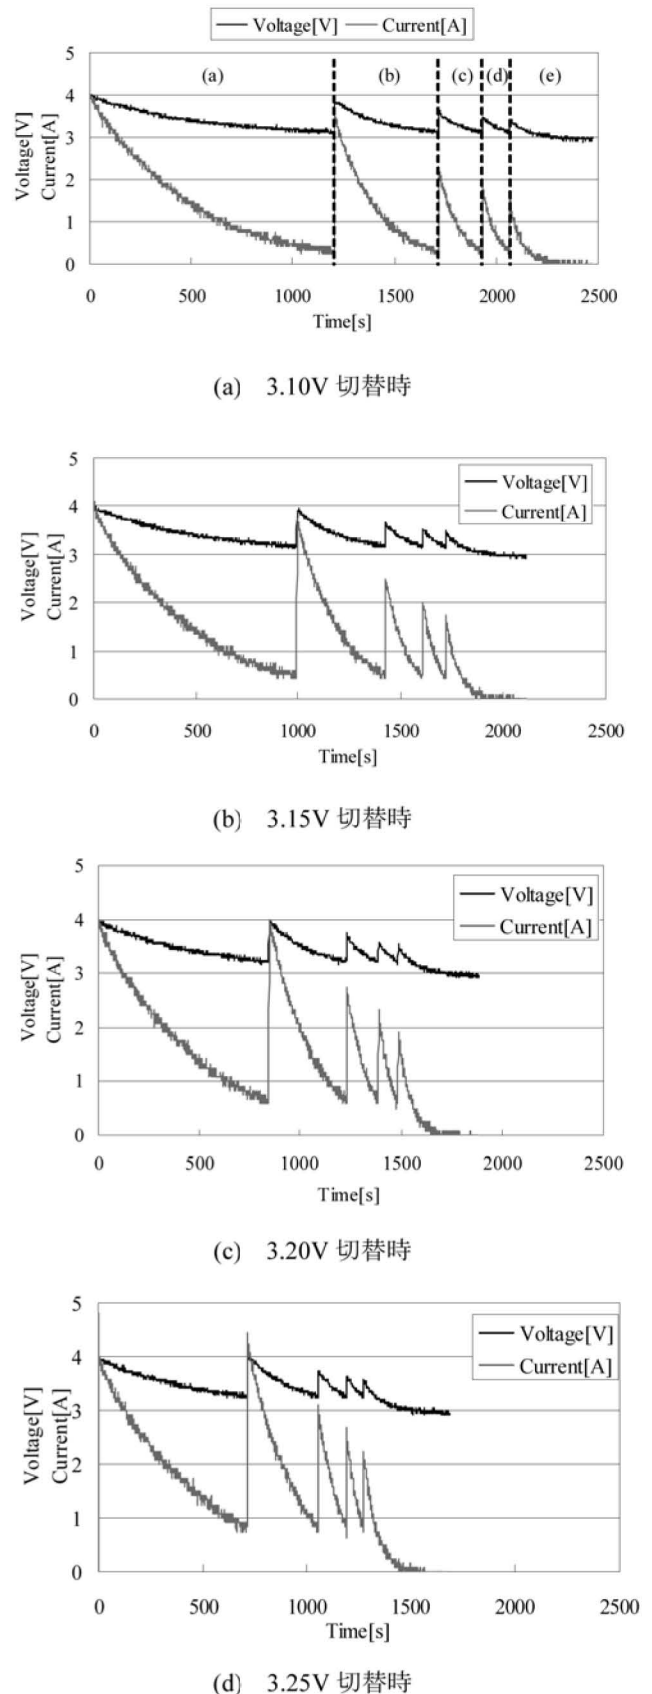 Voltage[V] Current[A]
(a) (b) (c) (d) (e)
Voltage[V]
Current[A]
5
4
3
2
1
0
0 500 1000 1500 2000 2500
Time[s]
(a) 3.10V 切替時
Voltage[V]
Current[A]
Voltage[V]
Current[A]
5
4
3
2
1
0
0 500 1000 1500 2000 2500
Time[s]
(b) 3.15V 切替時
Voltage[V]
Current[A]
Voltage[V]
Current[A]
5
4
3
2
1
0
0 500 1000 1500 2000 2500
Time[s]
(c) 3.20V 切替時
Voltage[V]
Current[A]
Voltage[V]
Current[A]
5
4
3
2
1
0
0 500 1000 1500 2000 2500
Time[s]
(d) 3.25V 切替時